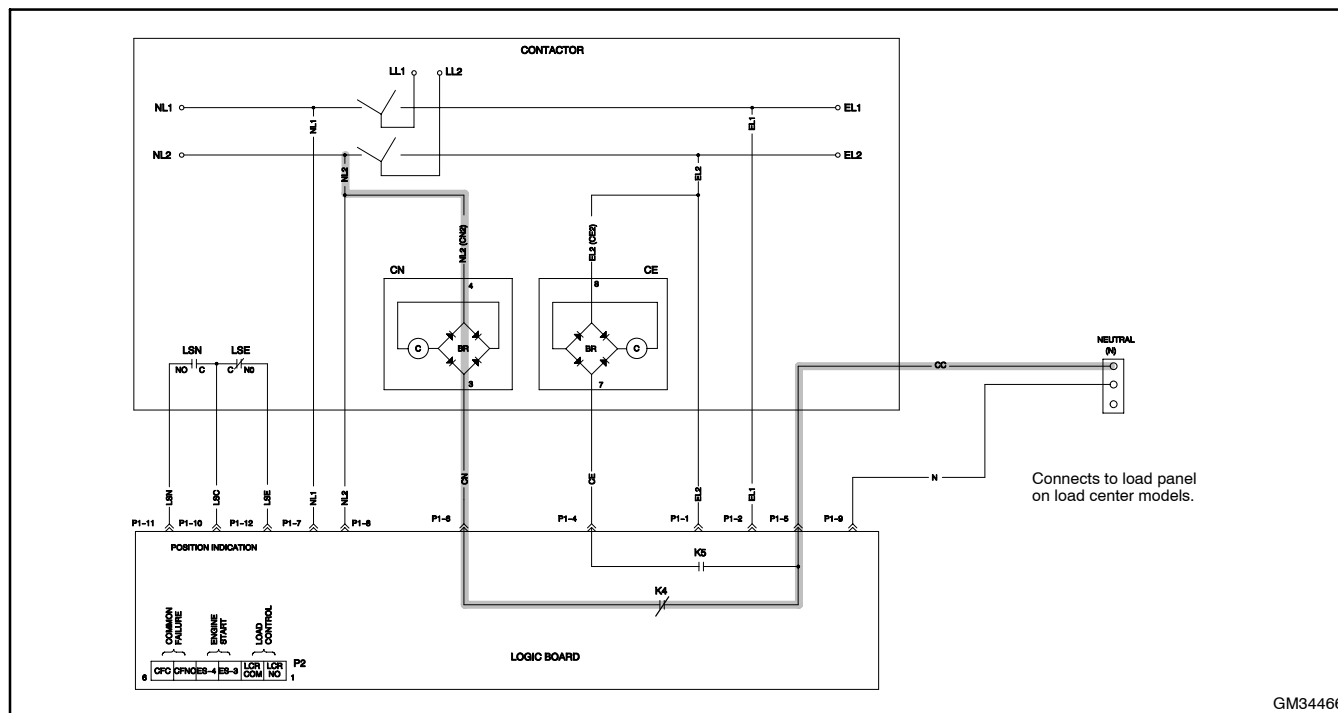 CONTACTOR
LL1 LL2
NL1 EL1
NL1 EL1
NL2 EL2
NL2 EL2
NL2 (CN2) EL2 (CE2)
CN CE
4 8
C BR BR C
3 7
LSN LSE
NO C C NO
NEUTRAL
(N)
CC
LSN LSC LSE NL1 NL2 CN CE EL2 EL1 N
Connects to load panel
on load center models.
P1-11 P1-10 P1-12 P1-7 P1-8 P1-6 P1-4 P1-1 P1-2 P1-5 P1-9
POSITION INDICATION
K5
K4
COMMON
FAILURE
ENGINE
START
LOAD
CONTROL
LOGIC BOARD
6 CFC CFNO ES-4 ES-3 LCR COM LCR NO 1 P2
GM34466